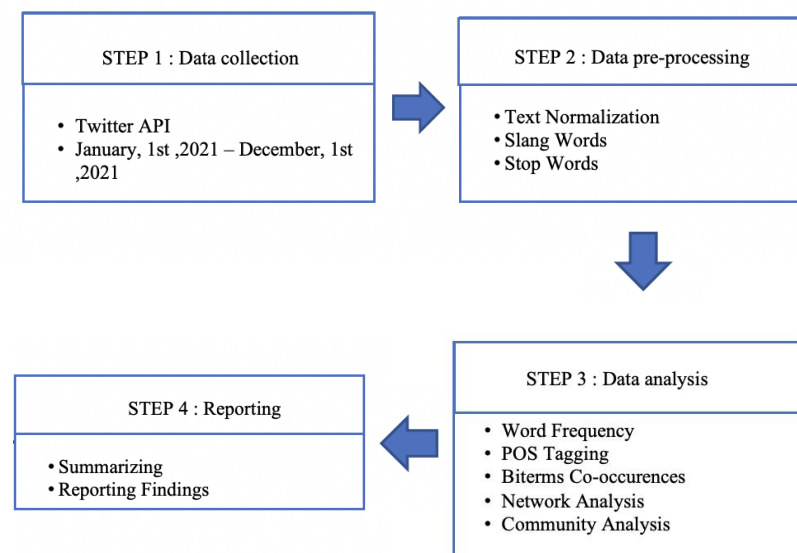 STEP 1 : Data collection
• Twitter API
• January, 1st ,2021 – December, 1st
,2021
STEP 2 : Data pre-processing
• Text Normalization
• Slang Words
• Stop Words
STEP 3 : Data analysis
• Word Frequency
• POS Tagging
• Biterms Co-occurences
• Network Analysis
• Community Analysis
STEP 4 : Reporting
• Summarizing
• Reporting Findings